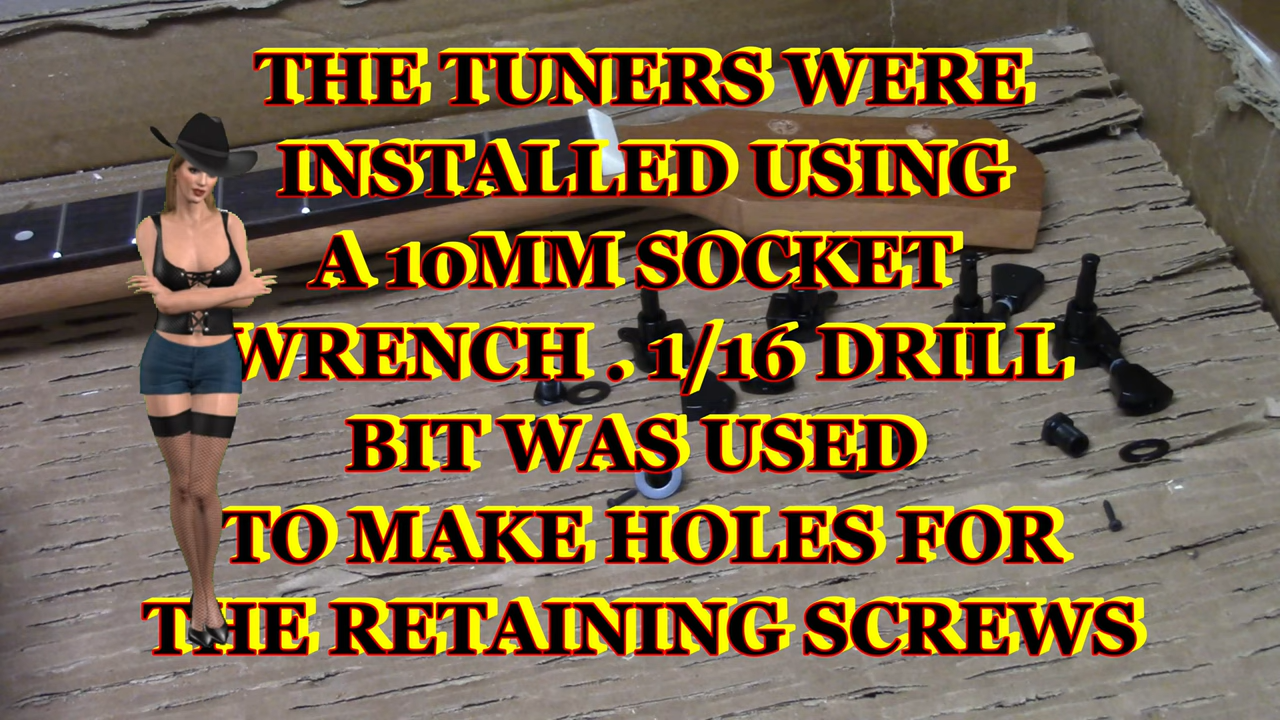 THE TUNERS WERE
INSTALLED USING
A 10MM SOCKET
WRENCH . 1/16 DRILL
BIT WAS USED
TO MAKE HOLES FOR
THE RETAINING SCREWS